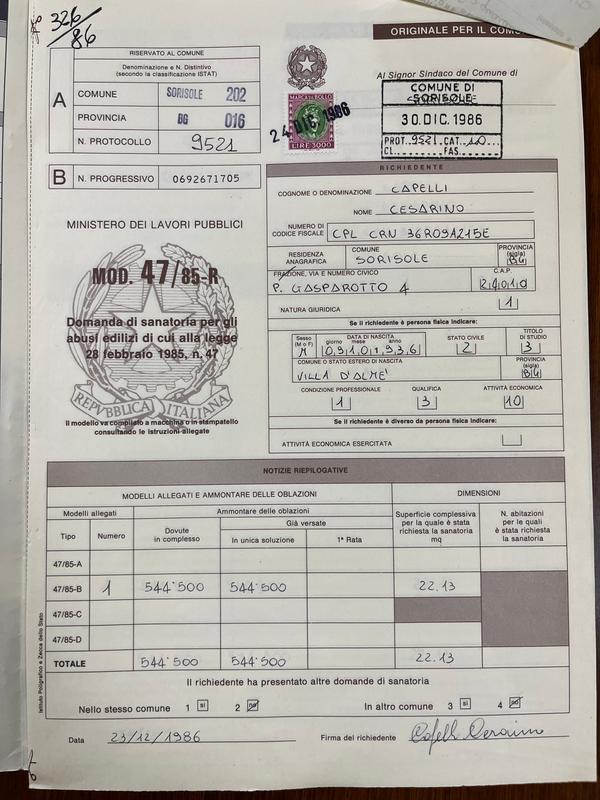 326/86
ORIGINALE PER IL COMU
RISERVATO AL COMUNE
Denominazione e N. Distintivo
(secondo la classificazione ISTAT)
A
COMUNE SORISOLE 202
PROVINCIA BG 016
N. PROTOCOLLO 9521
B N. PROGRESSIVO 0692671705
MARCA DA BOLLO
LIRE 3000
24 DIC. 1986
Al Signor Sindaco del Comune di
COMUNE DI
SORISOLE
30. DIC. 1986
PROT. 9521. CAT. 10
CL. FAS.
MINISTERO DEI LAVORI PUBBLICI
MOD. 47/85-R
Domanda di sanatoria per gli
abusi edilizi di cui alla legge
28 febbraio 1985, n. 47
REPVBBLICA ITALIANA
Il modello va compilato a macchina o in stampatello
consultando le istruzioni allegate
RICHIEDENTE
COGNOME O DENOMINAZIONE CAPELLI
NOME CESARINO
NUMERO DI
CODICE FISCALE CPL CRN 36R09A215E
RESIDENZA
ANAGRAFICA
COMUNE
SORISOLE
PROVINCIA
(sigla)
BG
FRAZIONE, VIA E NUMERO CIVICO
P. GASPAROTTO 4
C.A.P.
24010
NATURA GIURIDICA 1
Se il richiedente è persona fisica indicare:
Sesso
(M o F)
M
DATA DI NASCITA
giorno mese anno
09101936
STATO CIVILE
2
TITOLO
DI STUDIO
3
COMUNE O STATO ESTERO DI NASCITA
VILLA D'ALME'
PROVINCIA
(sigla)
BG
CONDIZIONE PROFESSIONALE
1
QUALIFICA
3
ATTIVITÀ ECONOMICA
10
Se il richiedente è diverso da persona fisica indicare:
ATTIVITÀ ECONOMICA ESERCITATA
NOTIZIE RIEPILOGATIVE
MODELLI ALLEGATI E AMMONTARE DELLE OBLAZIONI
DIMENSIONI
Modelli allegati
Ammontare delle oblazioni
Superficie complessiva
per la quale è stata
richiesta la sanatoria
mq
N. abitazioni
per le quali
è stata richiesta
la sanatoria
Tipo
Numero
Dovute
in complesso
Già versate
In unica soluzione
1ª Rata
47/85-A
47/85-B 1 544'500 544'500 22.13
47/85-C
47/85-D
TOTALE 544'500 544'500 22.13
Il richiedente ha presentato altre domande di sanatoria
Nello stesso comune 1 si 2 no In altro comune 3 si 4 no
Data 23/12/1986 Firma del richiedente Capelli Cesarino
Istituto Poligrafico e Zecca dello Stato